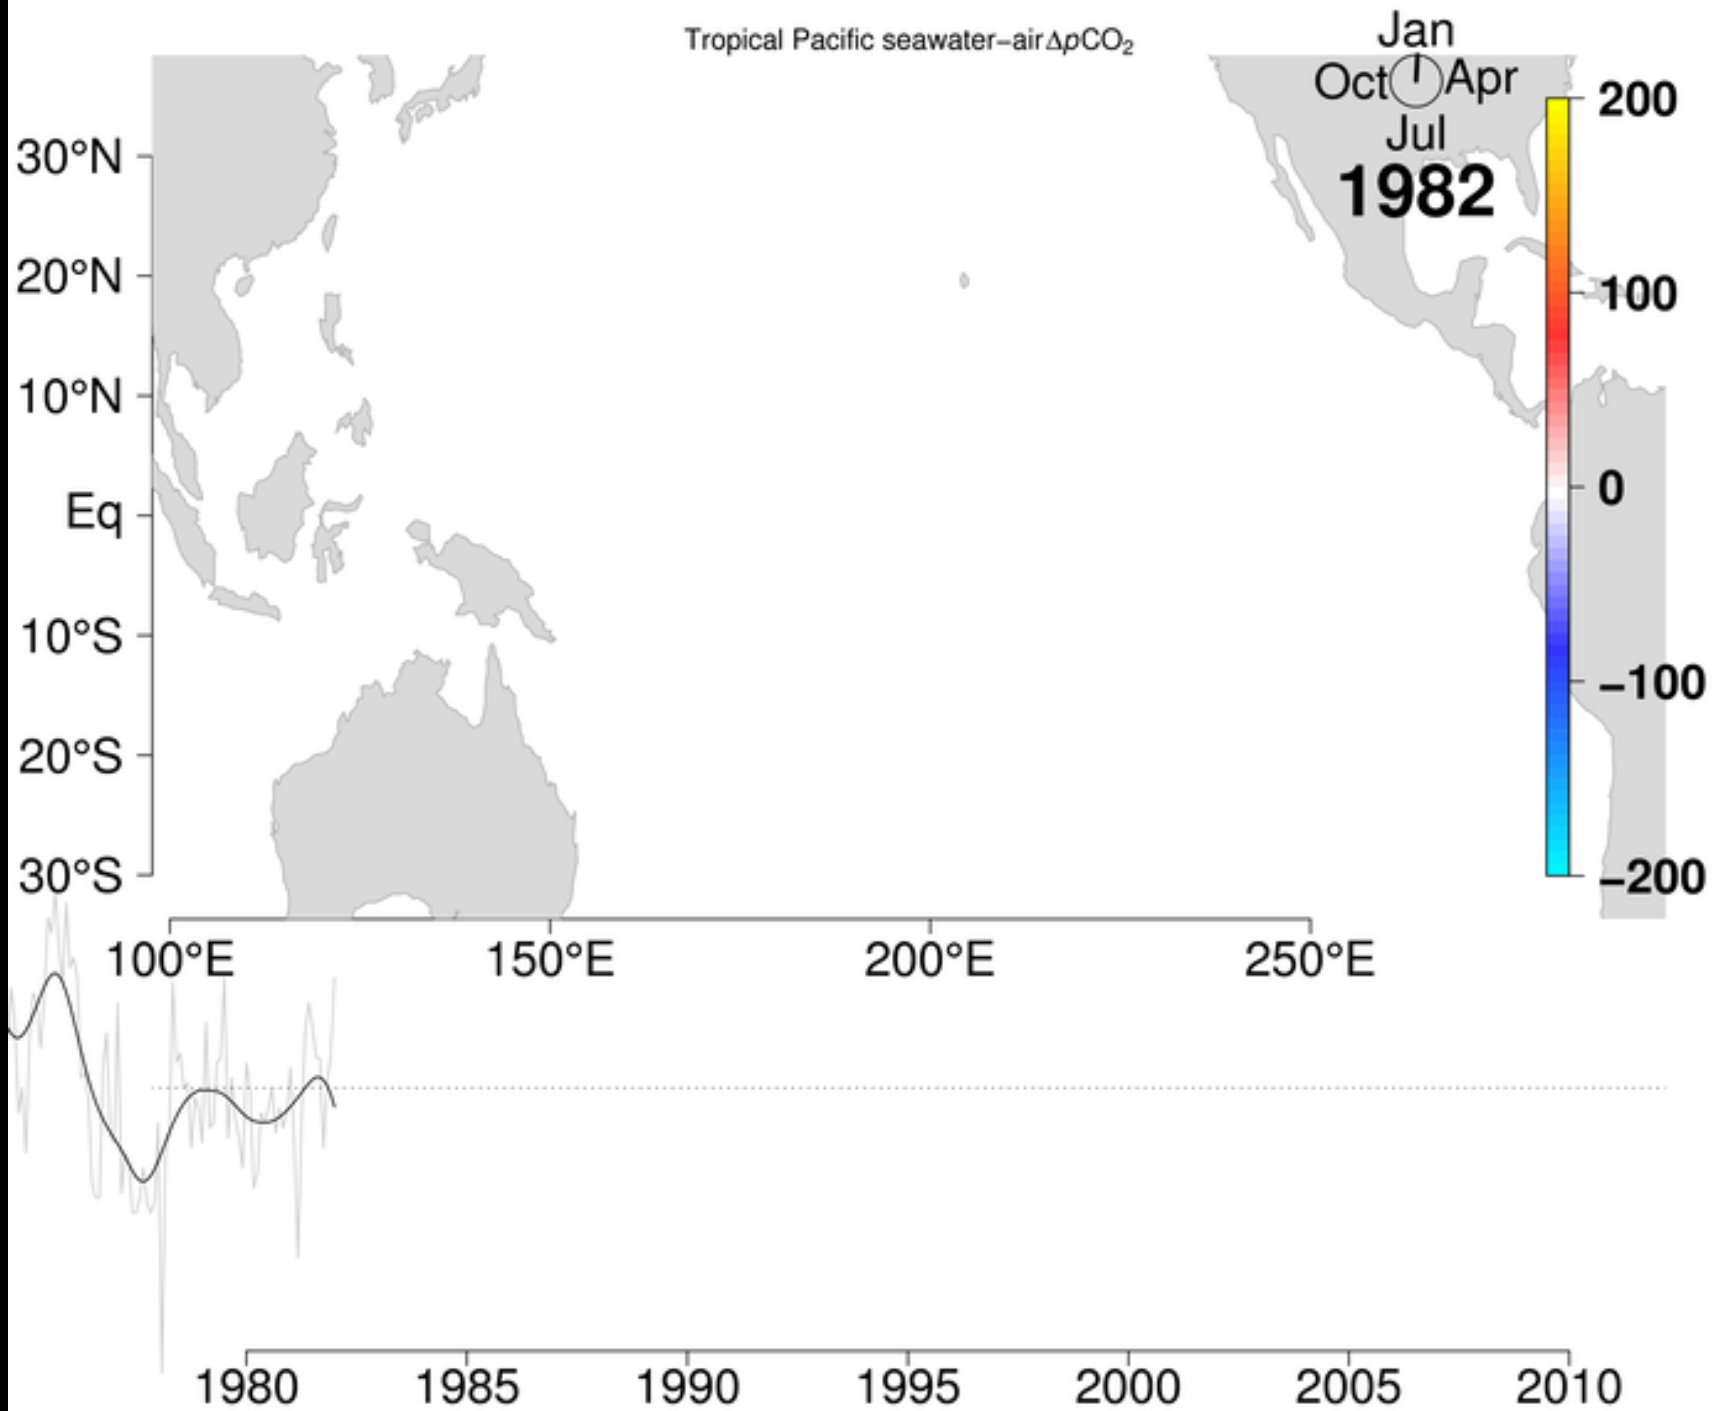 Tropical Pacific seawater–air ΔpCO₂
Jan
Oct Apr
Jul
1982
200
100
0
−100
−200
30°N
20°N
10°N
Eq
10°S
20°S
30°S
100°E 150°E 200°E 250°E
1980 1985 1990 1995 2000 2005 2010